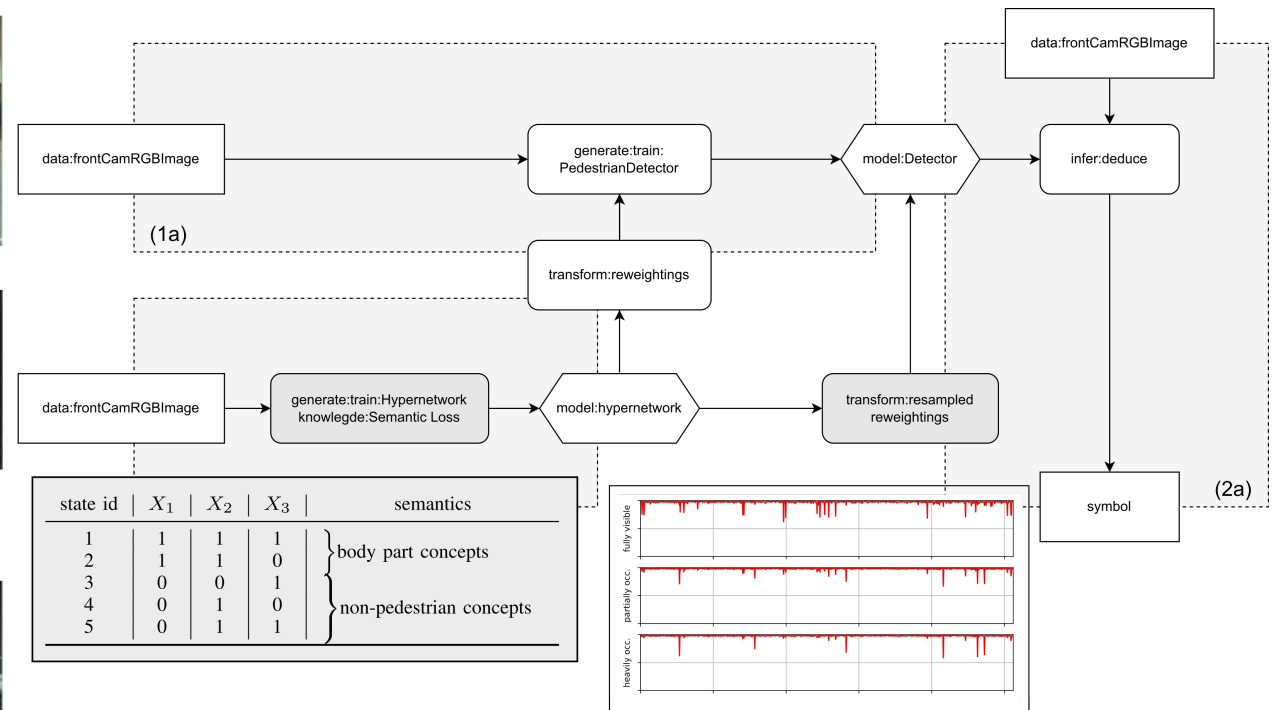 data:frontCamRGBImage
data:frontCamRGBImage
generate:train:
PedestrianDetector
model:Detector
infer:deduce
(1a)
transform:reweightings
data:frontCamRGBImage
generate:train:Hypernetwork
knowlegde:Semantic Loss
model:hypernetwork
transform:resampled
reweightings
symbol
(2a)
state id X1 X2 X3 semantics
1 1 1 1
2 1 1 0
body part concepts
3 0 0 1
4 0 1 0
5 0 1 1
non-pedestrian concepts
fully visible
partially occ.
heavily occ.